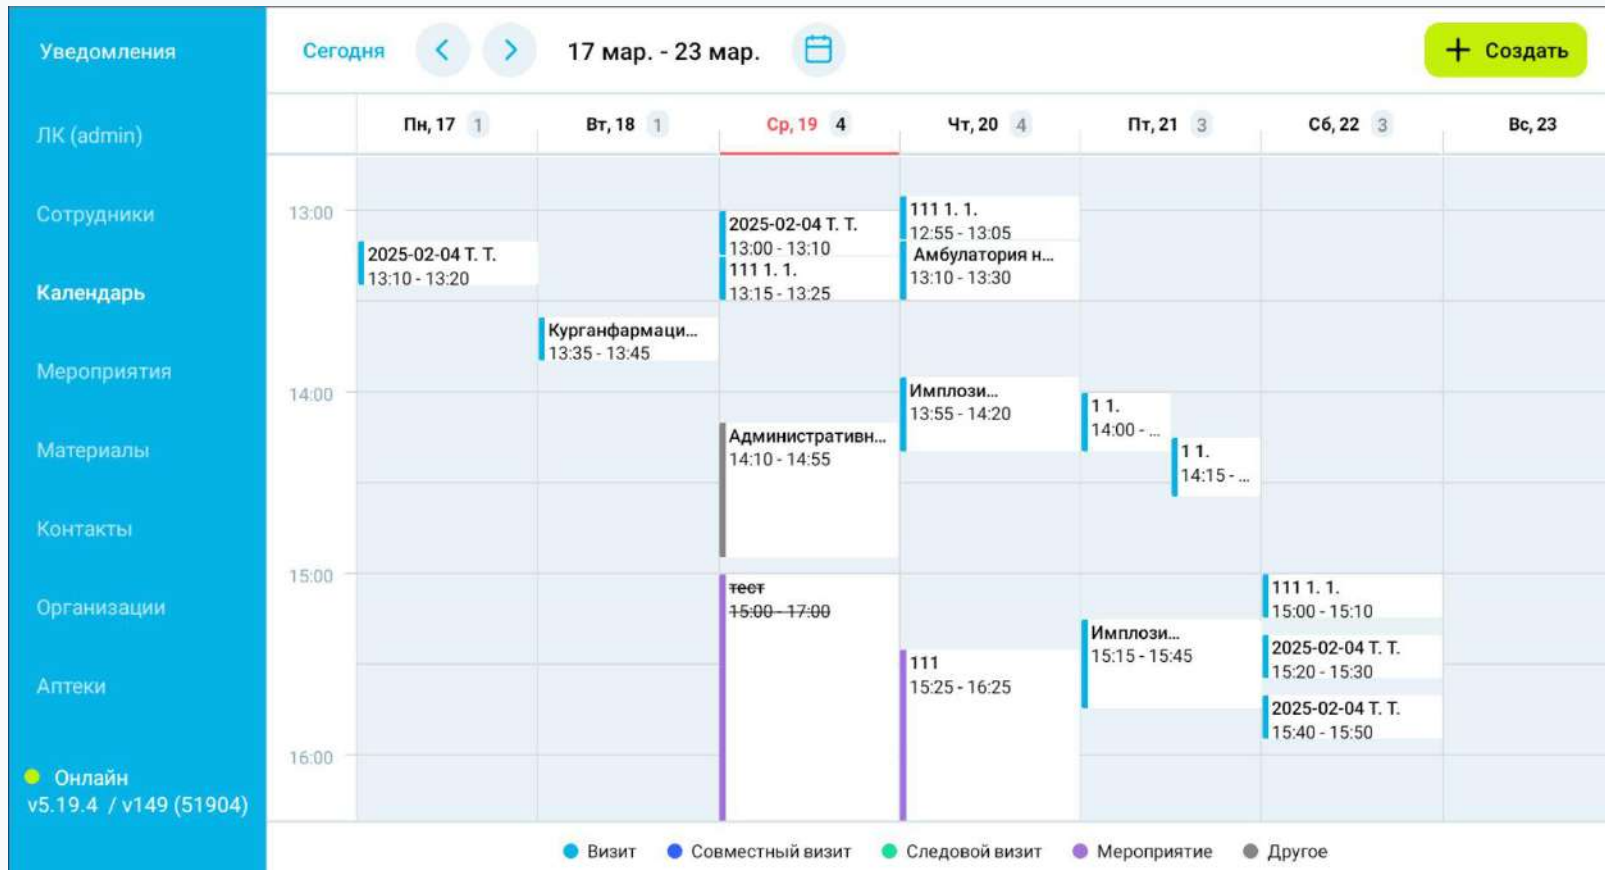 Уведомления
ЛК (admin)
Сотрудники
Календарь
Мероприятия
Материалы
Контакты
Организации
Аптеки
Онлайн
v5.19.4 / v149 (51904)
Сегодня
17 мар. - 23 мар.
+ Создать
Пн, 17 1
Вт, 18 1
Ср, 19 4
Чт, 20 4
Пт, 21 3
Сб, 22 3
Вс, 23
13:00
14:00
15:00
16:00
2025-02-04 Т. Т.
13:10 - 13:20
Курганфармаци...
13:35 - 13:45
2025-02-04 Т. Т.
13:00 - 13:10
111 1. 1.
13:15 - 13:25
Административн...
14:10 - 14:55
тест
15:00 - 17:00
111 1. 1.
12:55 - 13:05
Амбулатория н...
13:10 - 13:30
Имплози...
13:55 - 14:20
111
15:25 - 16:25
1 1.
14:00 - ...
1 1.
14:15 - ...
Имплози...
15:15 - 15:45
111 1. 1.
15:00 - 15:10
2025-02-04 Т. Т.
15:20 - 15:30
2025-02-04 Т. Т.
15:40 - 15:50
Визит
Совместный визит
Следовой визит
Мероприятие
Другое